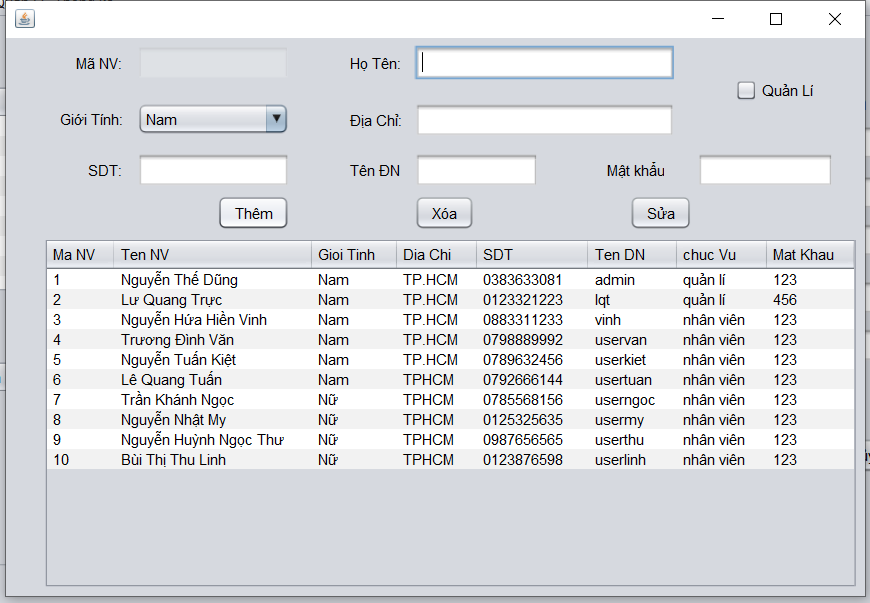 Mã NV:
Họ Tên:
Quản Lí
Giới Tính:
Nam
Địa Chỉ:
SDT:
Tên ĐN
Mật khẩu
Thêm
Xóa
Sửa
Ma NV Ten NV Gioi Tinh Dia Chi SDT Ten DN chuc Vu Mat Khau
1 Nguyễn Thế Dũng Nam TP.HCM 0383633081 admin quản lí 123
2 Lư Quang Trực Nam TP.HCM 0123321223 lqt quản lí 456
3 Nguyễn Hứa Hiền Vinh Nam TP.HCM 0883311233 vinh nhân viên 123
4 Trương Đình Văn Nam TP.HCM 0798889992 uservan nhân viên 123
5 Nguyễn Tuấn Kiệt Nam TP.HCM 0789632456 userkiet nhân viên 123
6 Lê Quang Tuấn Nam TPHCM 0792666144 usertuan nhân viên 123
7 Trần Khánh Ngọc Nữ TPHCM 0785568156 userngoc nhân viên 123
8 Nguyễn Nhật My Nữ TPHCM 0125325635 usermy nhân viên 123
9 Nguyễn Huỳnh Ngọc Thư Nữ TPHCM 0987656565 userthu nhân viên 123
10 Bùi Thị Thu Linh Nữ TPHCM 0123876598 userlinh nhân viên 123